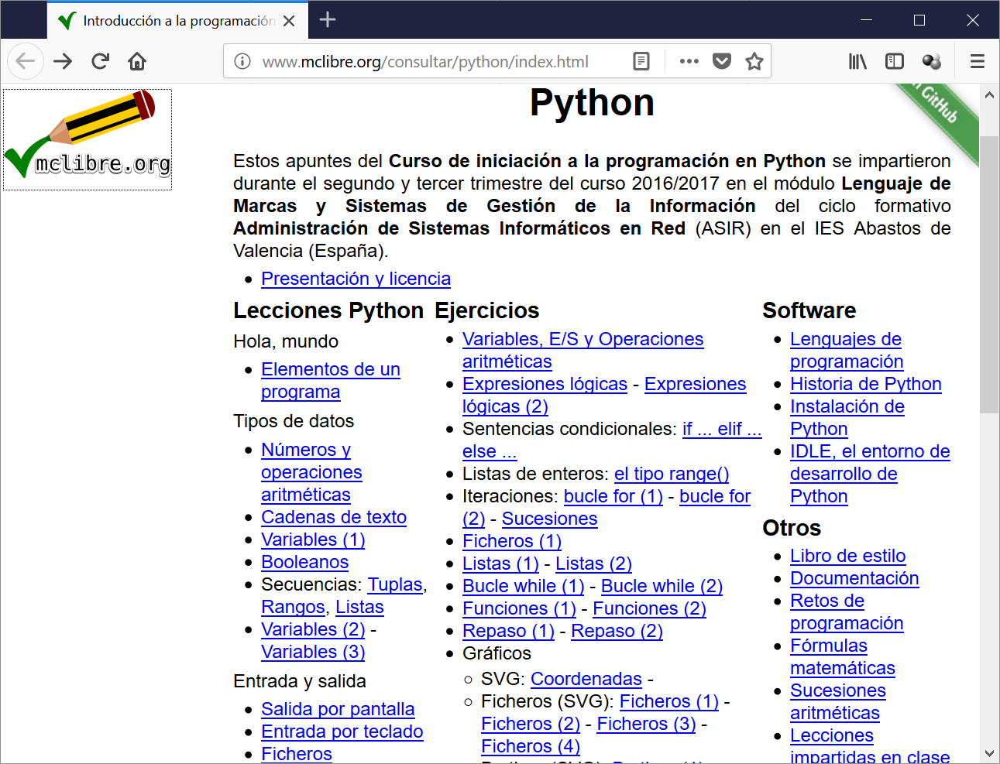 Introducción a la programación
www.mclibre.org/consultar/python/index.html
mclibre.org
GitHub
Python
Estos apuntes del Curso de iniciación a la programación en Python se impartieron
durante el segundo y tercer trimestre del curso 2016/2017 en el módulo Lenguaje de
Marcas y Sistemas de Gestión de la Información del ciclo formativo
Administración de Sistemas Informáticos en Red (ASIR) en el IES Abastos de
Valencia (España).
Presentación y licencia
Lecciones Python
Hola, mundo
Elementos de un
programa
Tipos de datos
Números y
operaciones
aritméticas
Cadenas de texto
Variables (1)
Booleanos
Secuencias: Tuplas,
Rangos, Listas
Variables (2) -
Variables (3)
Entrada y salida
Salida por pantalla
Entrada por teclado
Ficheros
Ejercicios
Variables, E/S y Operaciones
aritméticas
Expresiones lógicas - Expresiones
lógicas (2)
Sentencias condicionales: if ... elif ...
else ...
Listas de enteros: el tipo range()
Iteraciones: bucle for (1) - bucle for
(2) - Sucesiones
Ficheros (1)
Listas (1) - Listas (2)
Bucle while (1) - Bucle while (2)
Funciones (1) - Funciones (2)
Repaso (1) - Repaso (2)
Gráficos
SVG: Coordenadas -
Ficheros (SVG): Ficheros (1) -
Ficheros (2) - Ficheros (3) -
Ficheros (4)
Software
Lenguajes de
programación
Historia de Python
Instalación de
Python
IDLE, el entorno de
desarrollo de
Python
Otros
Libro de estilo
Documentación
Retos de
programación
Fórmulas
matemáticas
Sucesiones
aritméticas
Lecciones
impartidas en clase